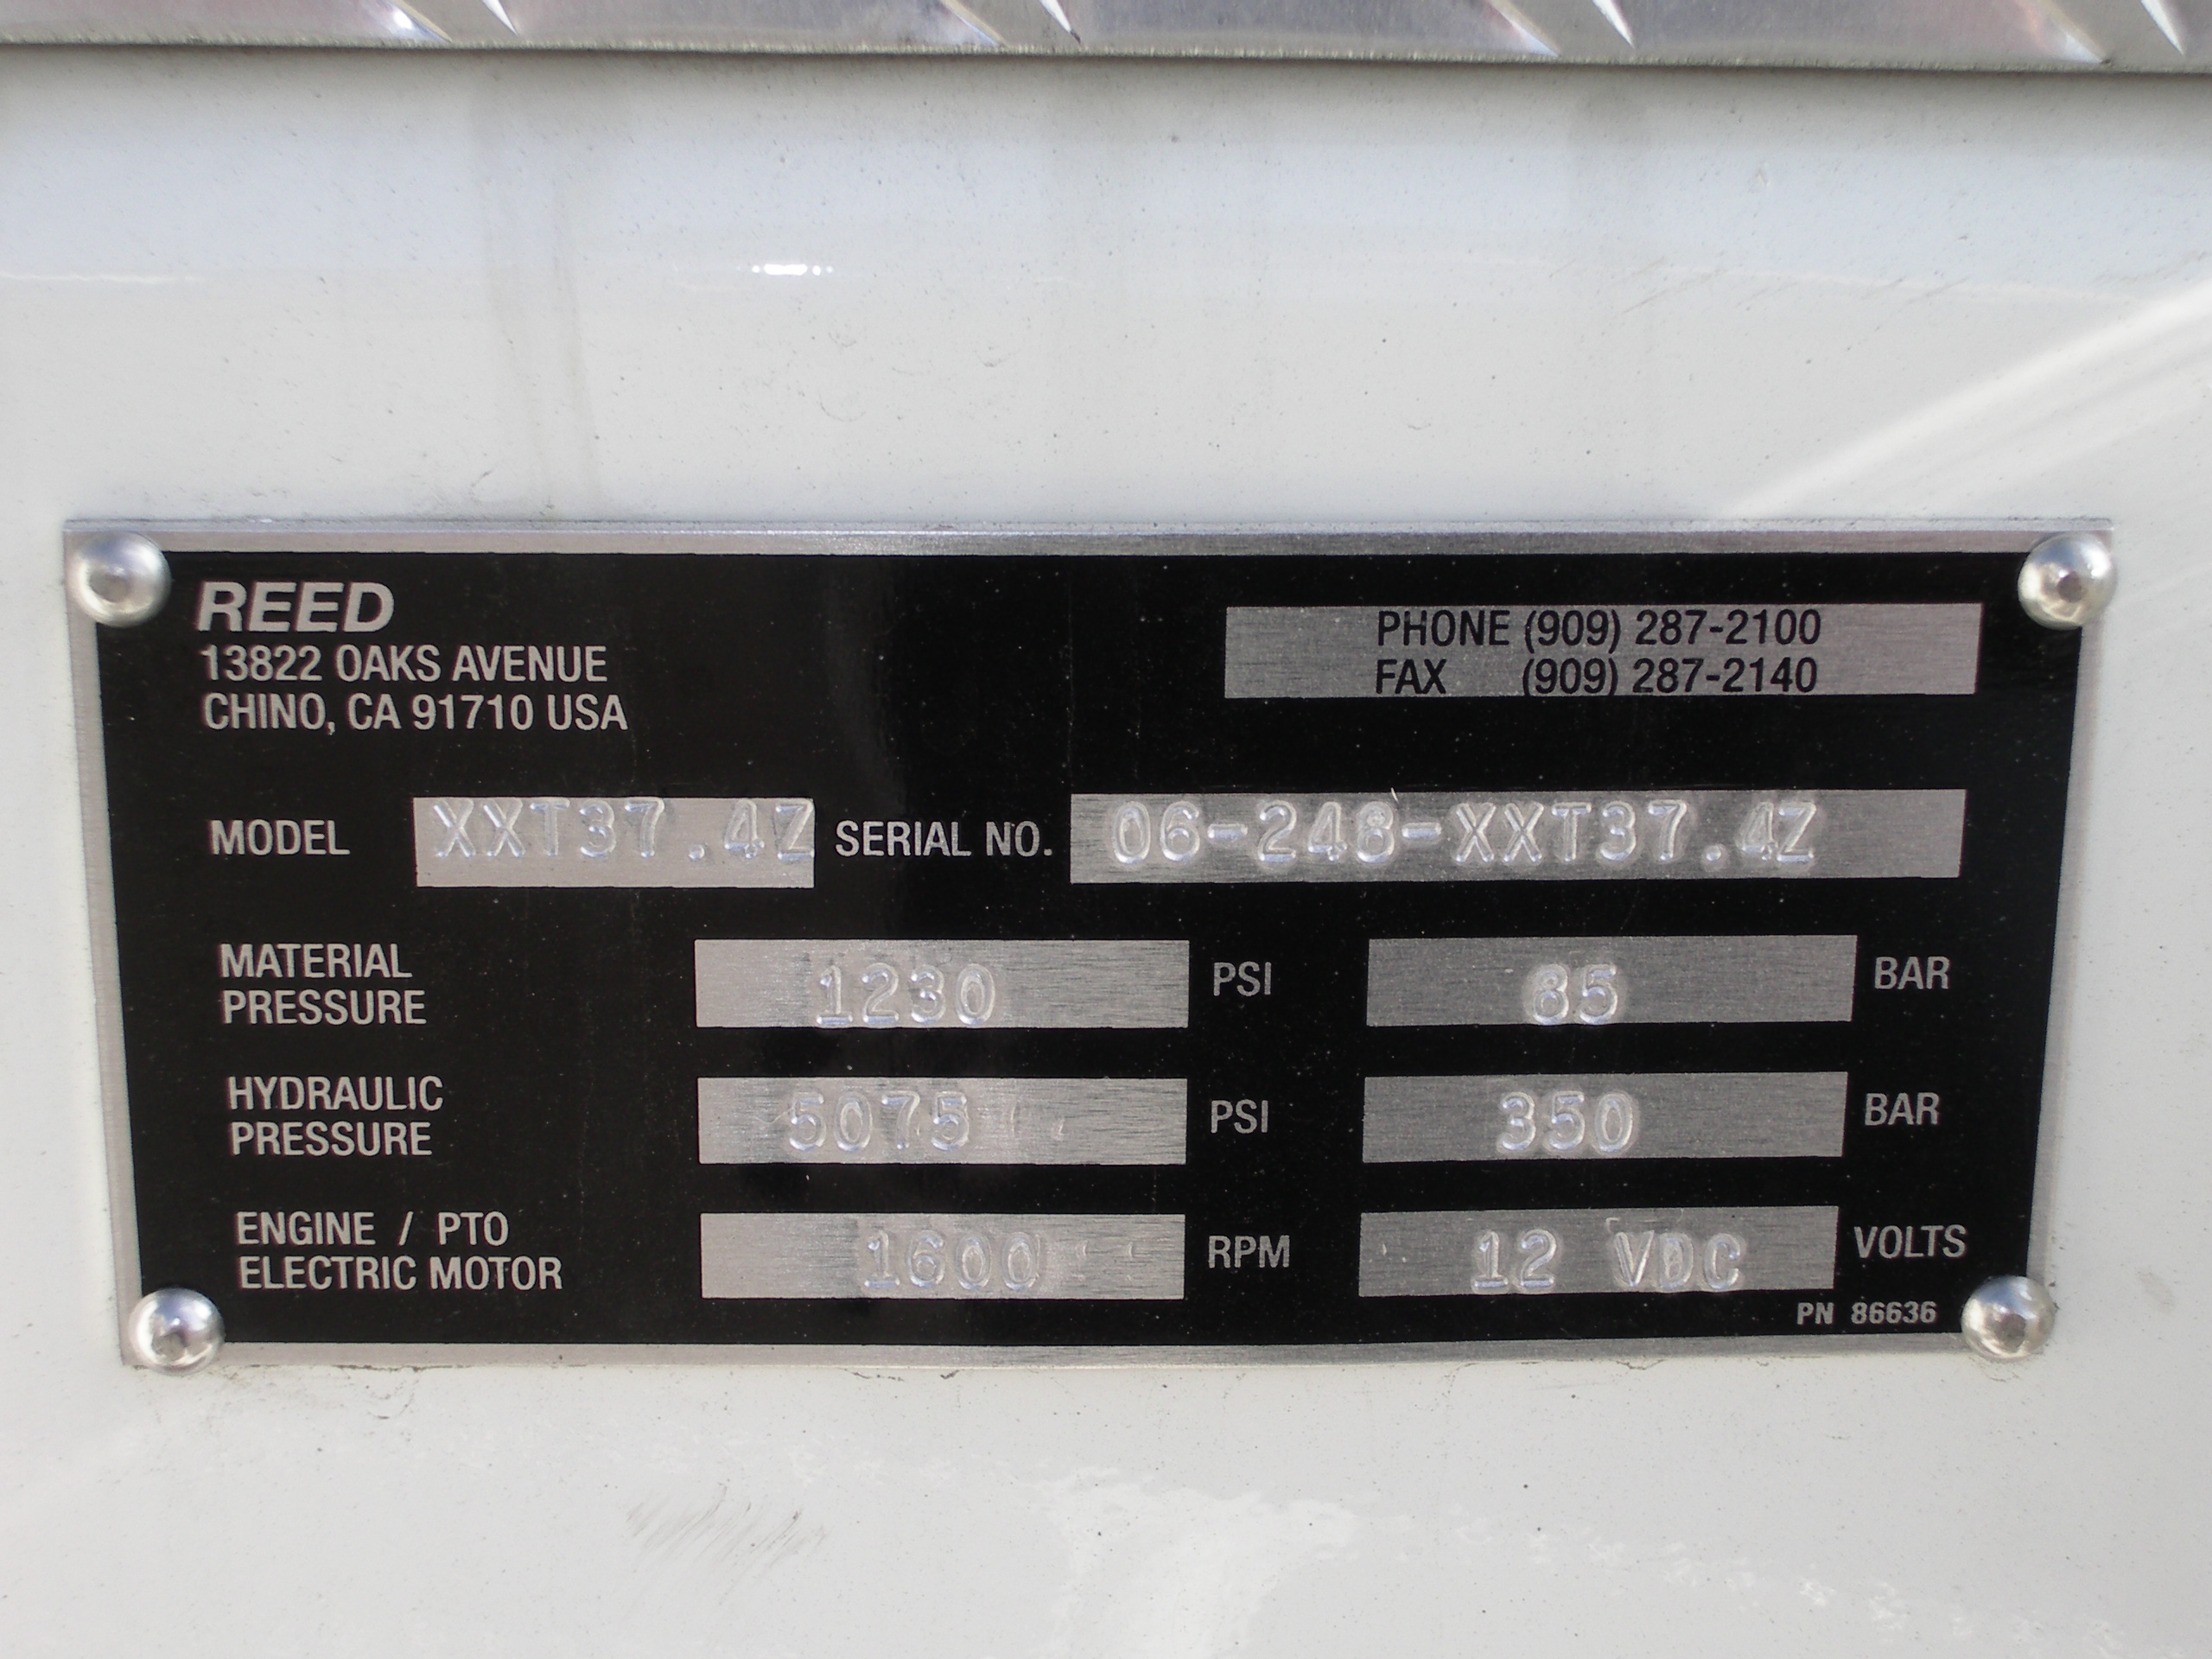 REED
13822 OAKS AVENUE
CHINO, CA 91710 USA
PHONE (909) 287-2100
FAX (909) 287-2140
MODEL XXT37.4Z SERIAL NO. 06-248-XXT37.4Z
MATERIAL PRESSURE 1230 PSI 85 BAR
HYDRAULIC PRESSURE 5075 PSI 350 BAR
ENGINE / PTO ELECTRIC MOTOR 1600 RPM 12 VDC VOLTS
PN 86636